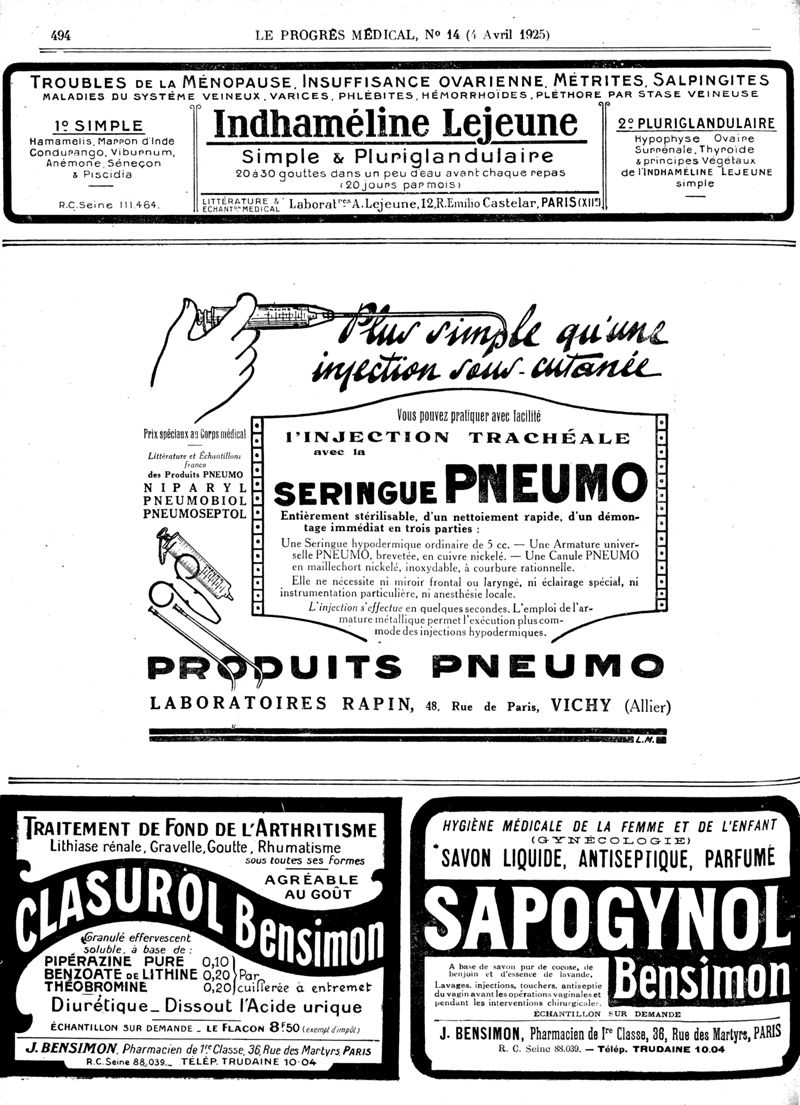 494
LE PROGRÈS MÉDICAL, No 14 (4 Avril 1925)
TROUBLES DE LA MÉNOPAUSE, INSUFFISANCE OVARIENNE, MÉTRITES, SALPINGITES
MALADIES DU SYSTÈME VEINEUX, VARICES, PHLÉBITES, HÉMORRHOÏDES, PLÉTHORE PAR STASE VEINEUSE
1º SIMPLE
Hamamelis, Marron d'Inde
Condurango, Viburnum,
Anémone, Séneçon
& Piscidia
R.C. Seine 111.464.
Indhaméline Lejeune
Simple & Pluriglandulaire
20 à 30 gouttes dans un peu d'eau avant chaque repas
(20 jours par mois)
LITTÉRATURE &
ÉCHANTons MÉDICAL
Laboratres A. Lejeune, 12, R. Emilio Castelar, PARIS (XIIe)
2º PLURIGLANDULAIRE
Hypophyse Ovaire
Surrénale, Thyroïde
& principes Végétaux
de l'INDHAMÉLINE LEJEUNE
simple
Plus simple qu'une
injection sous-cutanée
Prix spéciaux au Corps médical
Littérature et Échantillons
franco
des Produits PNEUMO
NIPARYL
PNEUMOBIOL
PNEUMOSEPTOL
Vous pouvez pratiquer avec facilité
l'INJECTION TRACHÉALE
avec la
SERINGUE PNEUMO
Entièrement stérilisable, d'un nettoiement rapide, d'un démon-
tage immédiat en trois parties :
Une Seringue hypodermique ordinaire de 5 cc. — Une Armature univer-
selle PNEUMO, brevetée, en cuivre nickelé. — Une Canule PNEUMO
en maillechort nickelé, inoxydable, à courbure rationnelle.
Elle ne nécessite ni miroir frontal ou laryngé, ni éclairage spécial, ni
instrumentation particulière, ni anesthésie locale.
L'injection s'effectue en quelques secondes. L'emploi de l'ar-
mature métallique permet l'exécution plus com-
mode des injections hypodermiques.
PRODUITS PNEUMO
LABORATOIRES RAPIN, 48, Rue de Paris, VICHY (Allier)
L.M.
TRAITEMENT DE FOND DE L'ARTHRITISME
Lithiase rénale, Gravelle, Goutte, Rhumatisme
sous toutes ses formes
AGRÉABLE
AU GOÛT
CLASUROL Bensimon
Granulé effervescent
soluble, à base de :
PIPÉRAZINE PURE 0,10
BENZOATE DE LITHINE 0,20 } Par
THÉOBROMINE 0,20 cuillerée à entremet
Diurétique _ Dissout l'Acide urique
ÉCHANTILLON SUR DEMANDE - LE FLACON 8f50 (exempt d'impôt)
J. BENSIMON, Pharmacien de 1re Classe, 36, Rue des Martyrs, PARIS
R.C. Seine 88,039._ TÉLÉP. TRUDAINE 10-04
HYGIÈNE MÉDICALE DE LA FEMME ET DE L'ENFANT
(GYNÉCOLOGIE)
SAVON LIQUIDE, ANTISEPTIQUE, PARFUMÉ
SAPOGYNOL
Bensimon
A base de savon pur de cocose, de
benjoin et d'essence de lavande.
Lavages, injections, touchers, antiseptie
du vagin avant les opérations vaginales et
pendant les interventions chirurgicales.
ÉCHANTILLON SUR DEMANDE
J. BENSIMON, Pharmacien de Ire Classe, 36, Rue des Martyrs, PARIS
R. C. Seine 88.039. — Télép. TRUDAINE 10.04